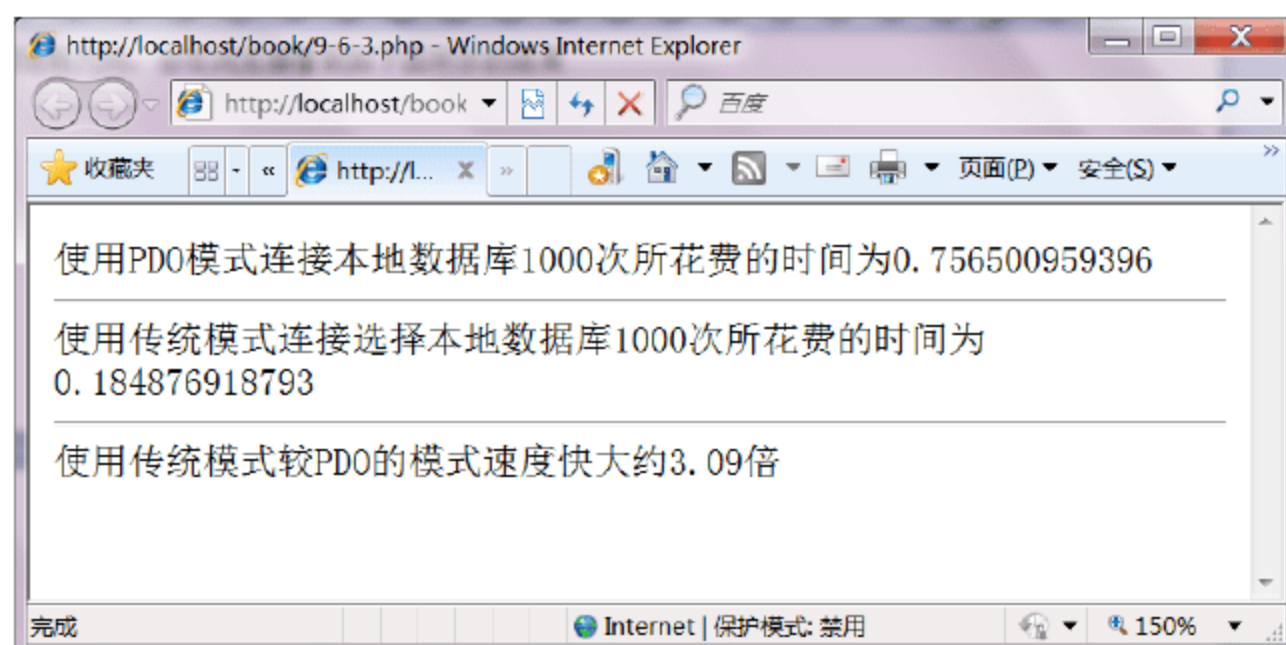 http://localhost/book/9-6-3.php - Windows Internet Explorer
http://localhost/book
百度
收藏夹
http://l...
页面(P)
安全(S)
使用PDO模式连接本地数据库1000次所花费的时间为0.756500959396
使用传统模式连接选择本地数据库1000次所花费的时间为
0.184876918793
使用传统模式较PDO的模式速度快大约3.09倍
完成
Internet | 保护模式: 禁用
150%